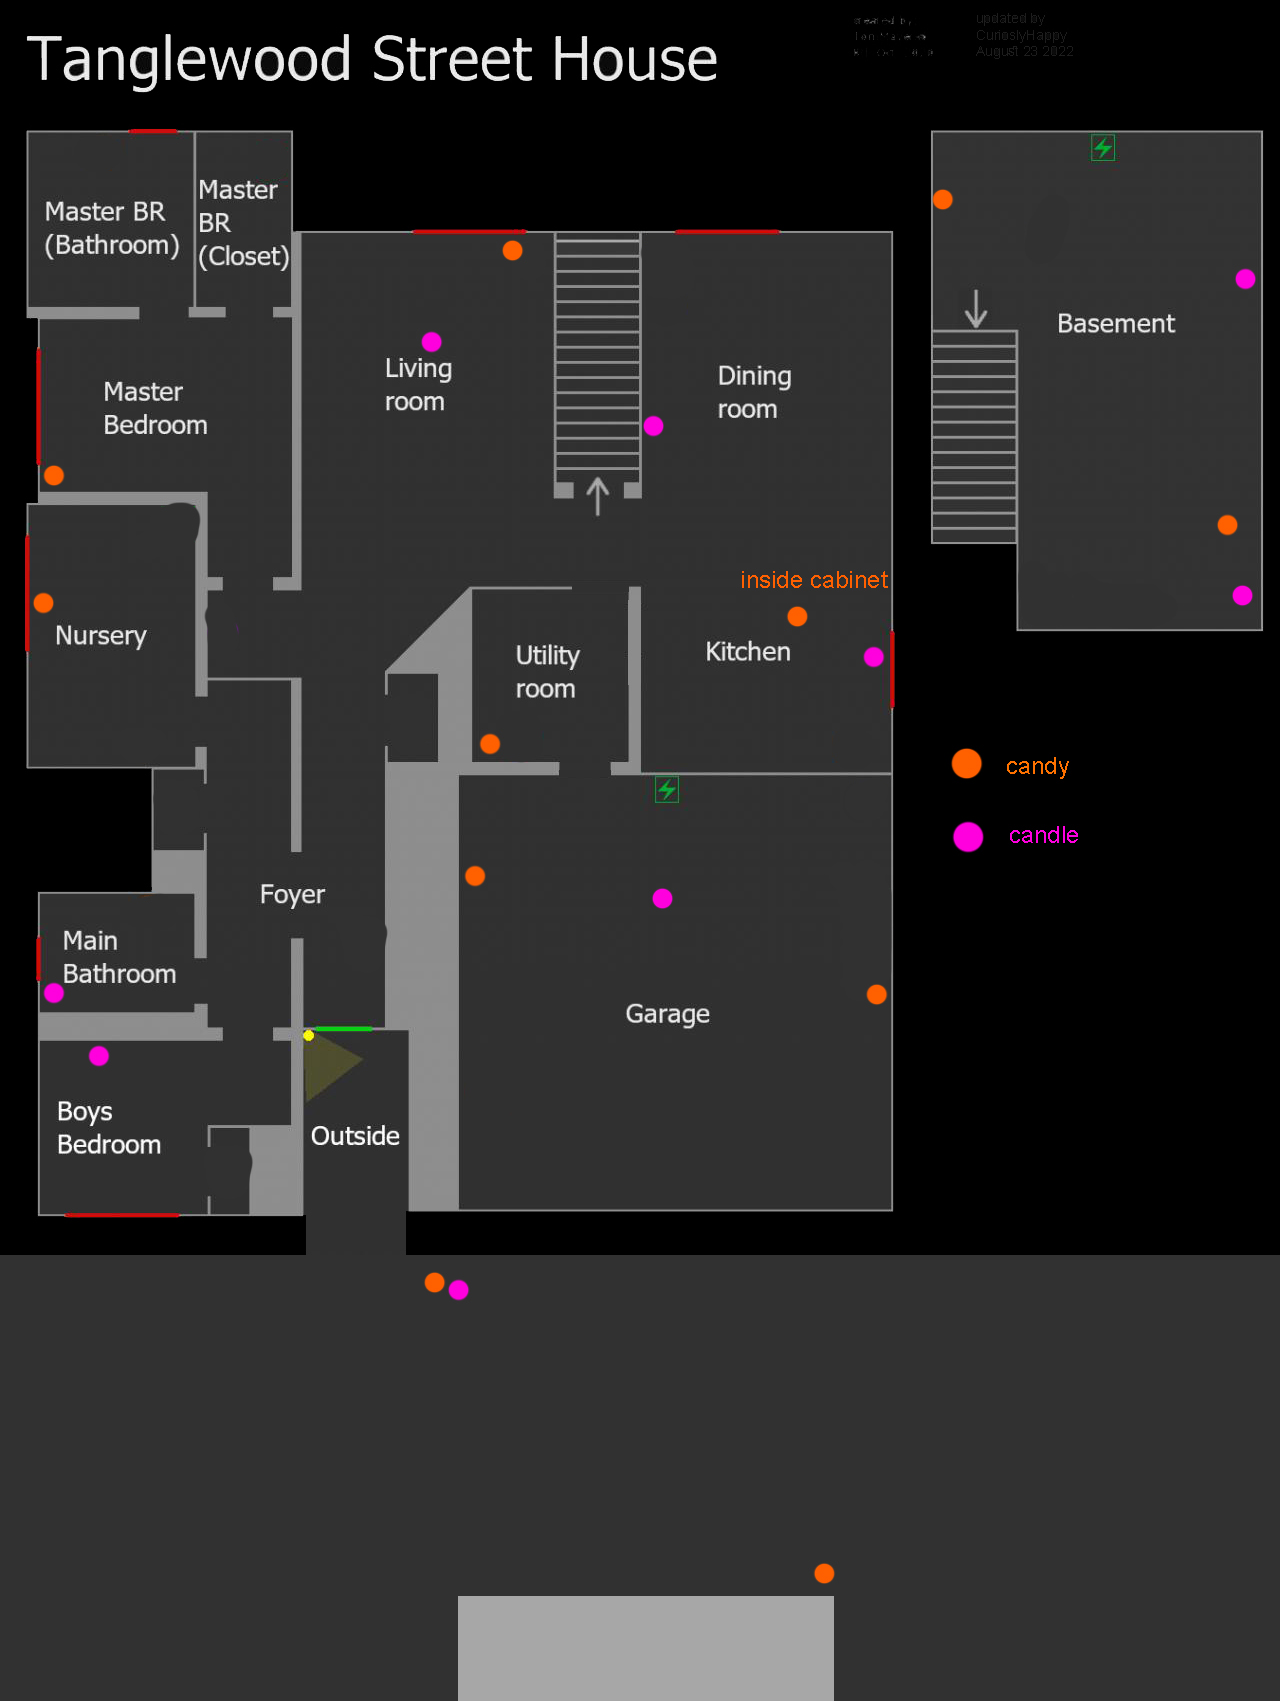 Tanglewood Street House
updated by
CurioslyHappy
August 23 2022
Master BR
(Bathroom)
Master
BR
(Closet)
Master
Bedroom
Living
room
Dining
room
Basement
inside cabinet
Nursery
Utility
room
Kitchen
candy
candle
Foyer
Main
Bathroom
Garage
Boys
Bedroom
Outside